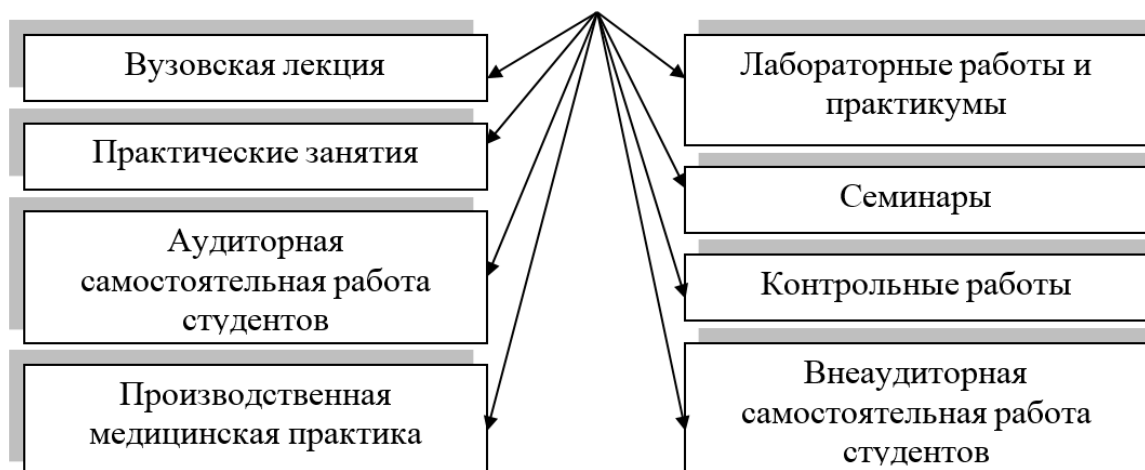 Вузовская лекция
Практические занятия
Аудиторная
самостоятельная работа
студентов
Производственная
медицинская практика
Лабораторные работы и
практикумы
Семинары
Контрольные работы
Внеаудиторная
самостоятельная работа
студентов